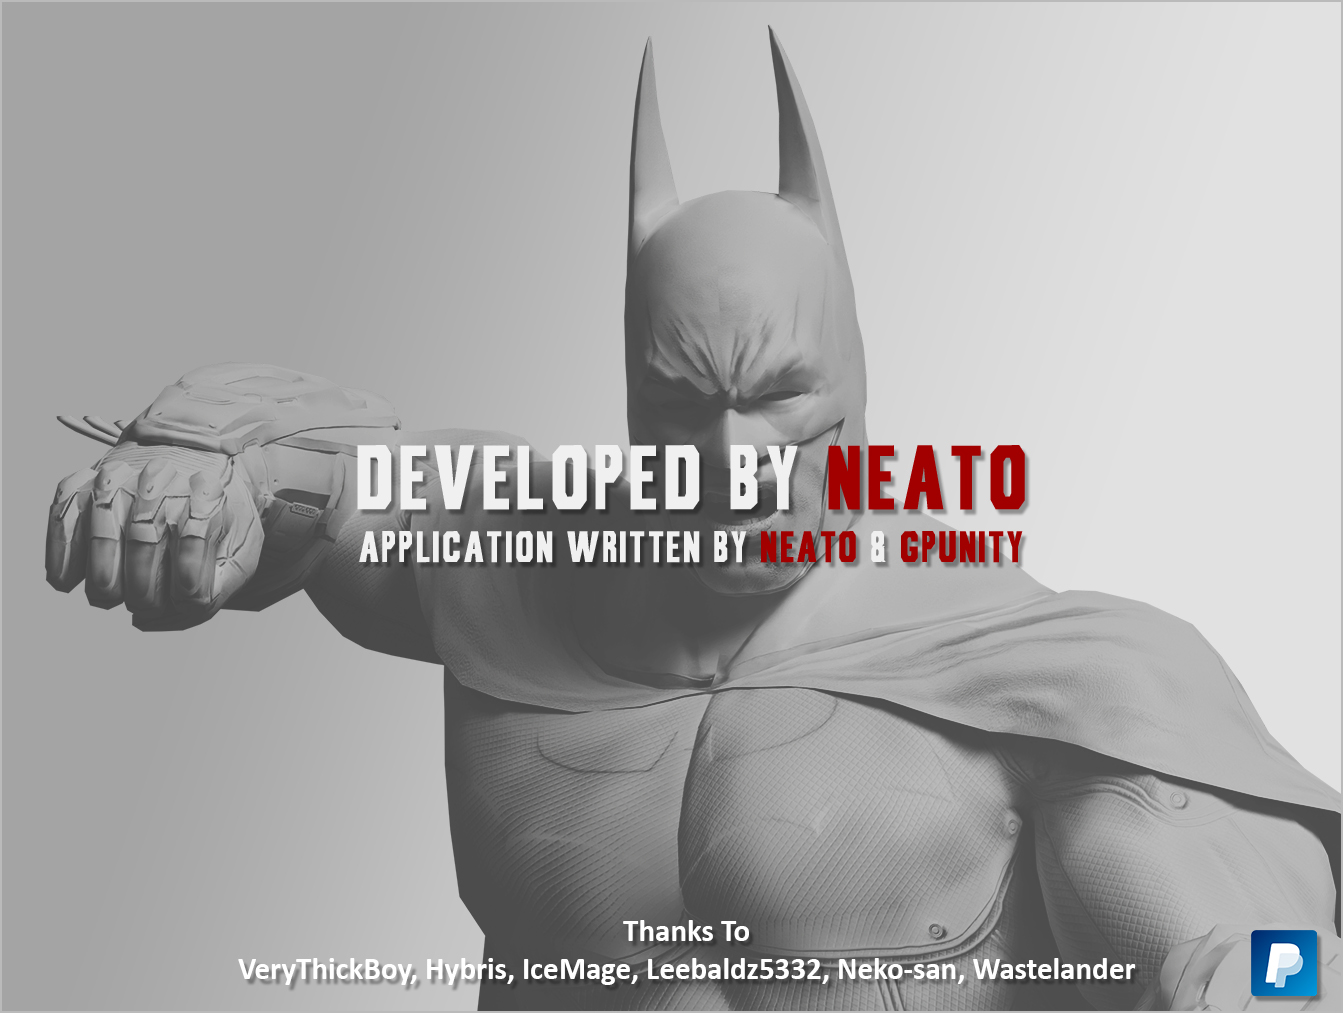 DEVELOPED BY NEATO
APPLICATION WRITTEN BY NEATO & GPUNITY
Thanks To
VeryThickBoy, Hybris, IceMage, Leebaldz5332, Neko-san, Wastelander